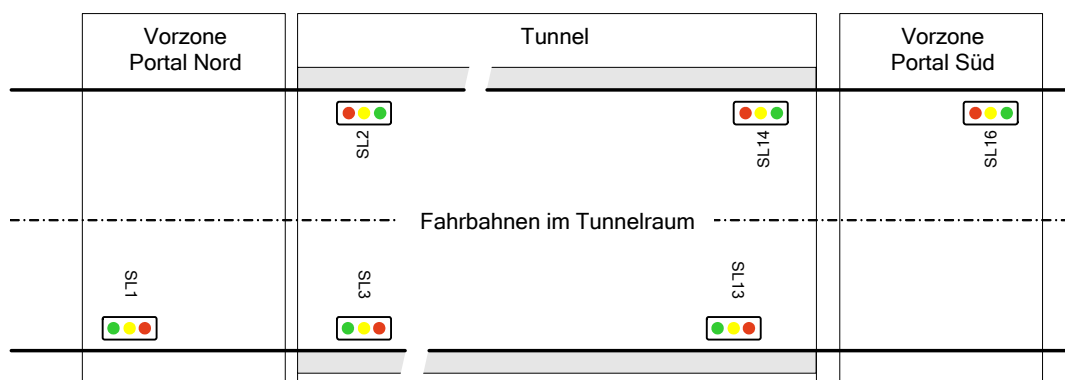 Vorzone
Portal Nord
Tunnel
Vorzone
Portal Süd
SL2
SL14
SL16
Fahrbahnen im Tunnelraum
SL1
SL3
SL13